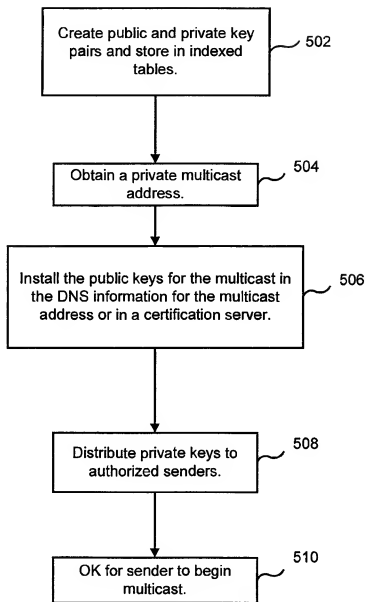 Create public and private key
pairs and store in indexed
tables.
502
Obtain a private multicast
address.
504
Install the public keys for the multicast in
the DNS information for the multicast
address or in a certification server.
506
Distribute private keys to
authorized senders.
508
OK for sender to begin
multicast.
510